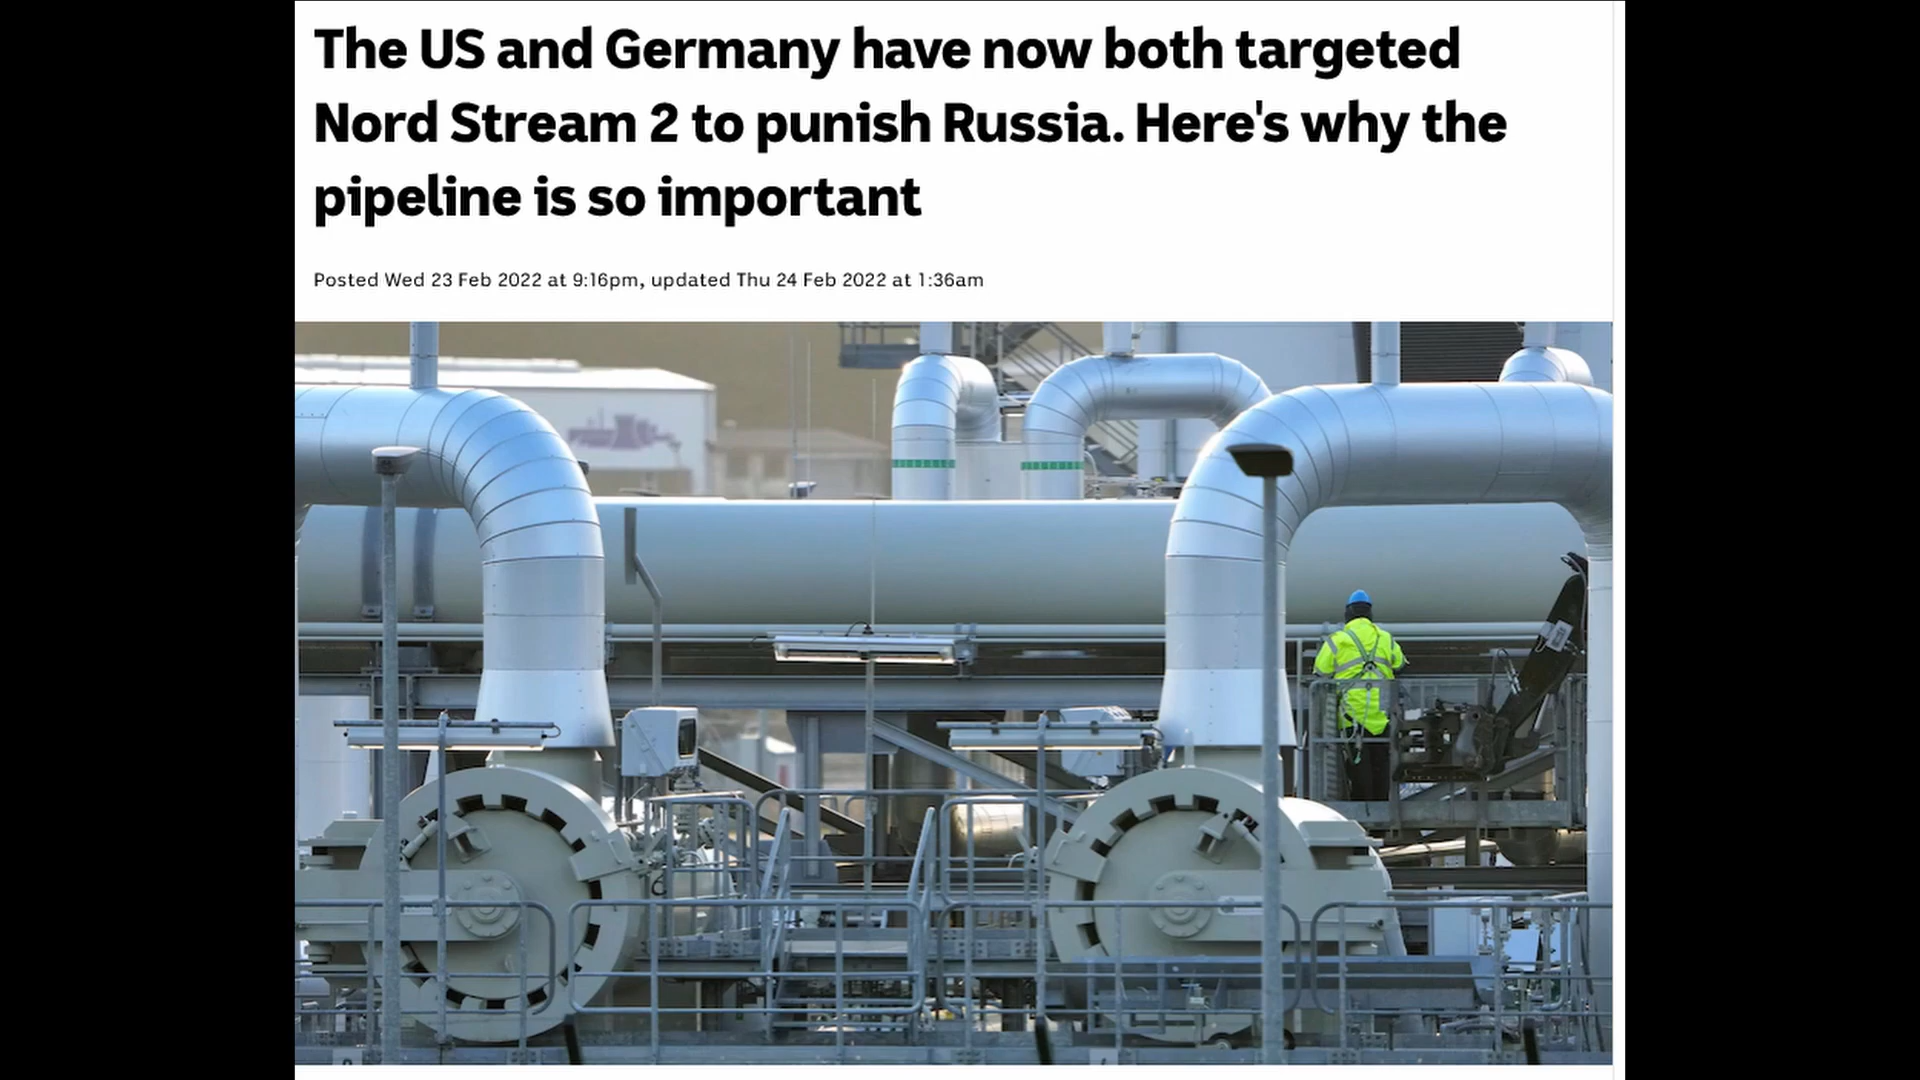 The US and Germany have now both targeted
Nord Stream 2 to punish Russia. Here's why the
pipeline is so important
Posted Wed 23 Feb 2022 at 9:16pm, updated Thu 24 Feb 2022 at 1:36am